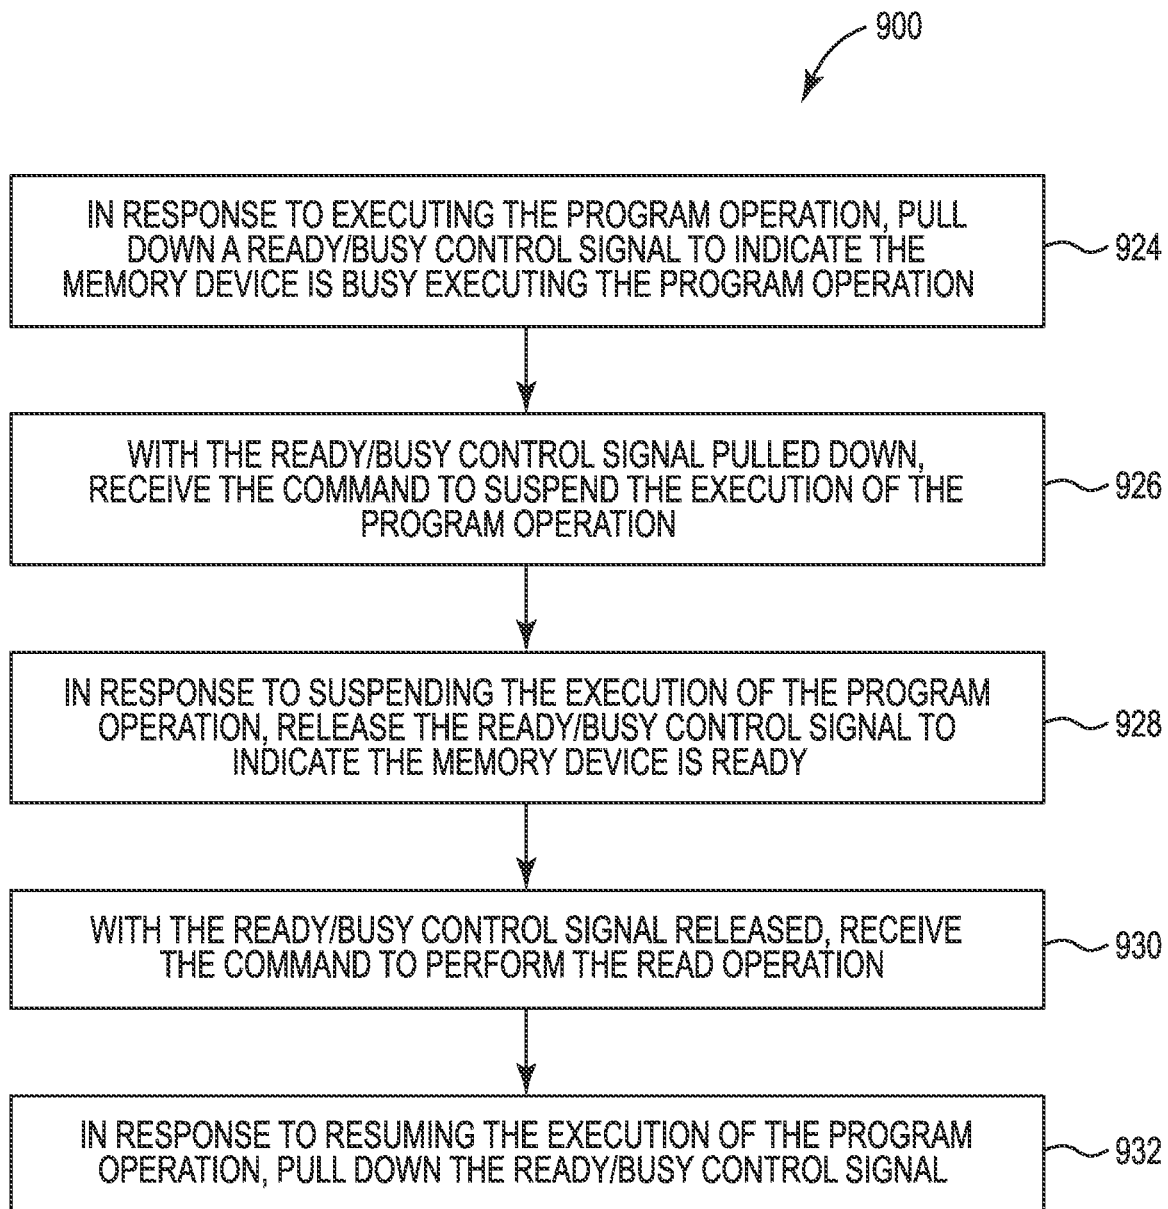 900
IN RESPONSE TO EXECUTING THE PROGRAM OPERATION, PULL
DOWN A READY/BUSY CONTROL SIGNAL TO INDICATE THE
MEMORY DEVICE IS BUSY EXECUTING THE PROGRAM OPERATION
924
WITH THE READY/BUSY CONTROL SIGNAL PULLED DOWN,
RECEIVE THE COMMAND TO SUSPEND THE EXECUTION OF THE
PROGRAM OPERATION
926
IN RESPONSE TO SUSPENDING THE EXECUTION OF THE PROGRAM
OPERATION, RELEASE THE READY/BUSY CONTROL SIGNAL TO
INDICATE THE MEMORY DEVICE IS READY
928
WITH THE READY/BUSY CONTROL SIGNAL RELEASED, RECEIVE
THE COMMAND TO PERFORM THE READ OPERATION
930
IN RESPONSE TO RESUMING THE EXECUTION OF THE PROGRAM
OPERATION, PULL DOWN THE READY/BUSY CONTROL SIGNAL
932